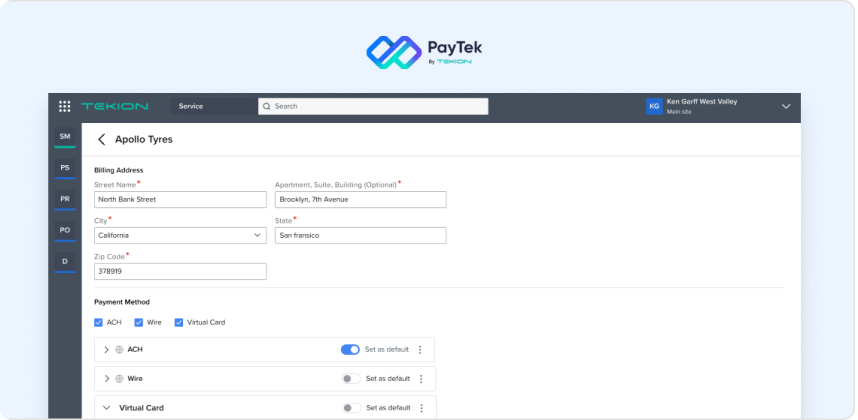 PayTek
By TEKION
TEKION Service Search KG Ken Garff West Valley
Main site
SM
PS
PR
PO
D
Apollo Tyres
Billing Address
Street Name* Apartment, Suite, Building (Optional)*
North Bank Street Brooklyn, 7th Avenue
City* State*
California San fransico
Zip Code*
378919
Payment Method
ACH Wire Virtual Card
ACH Set as default
Wire Set as default
Virtual Card Set as default